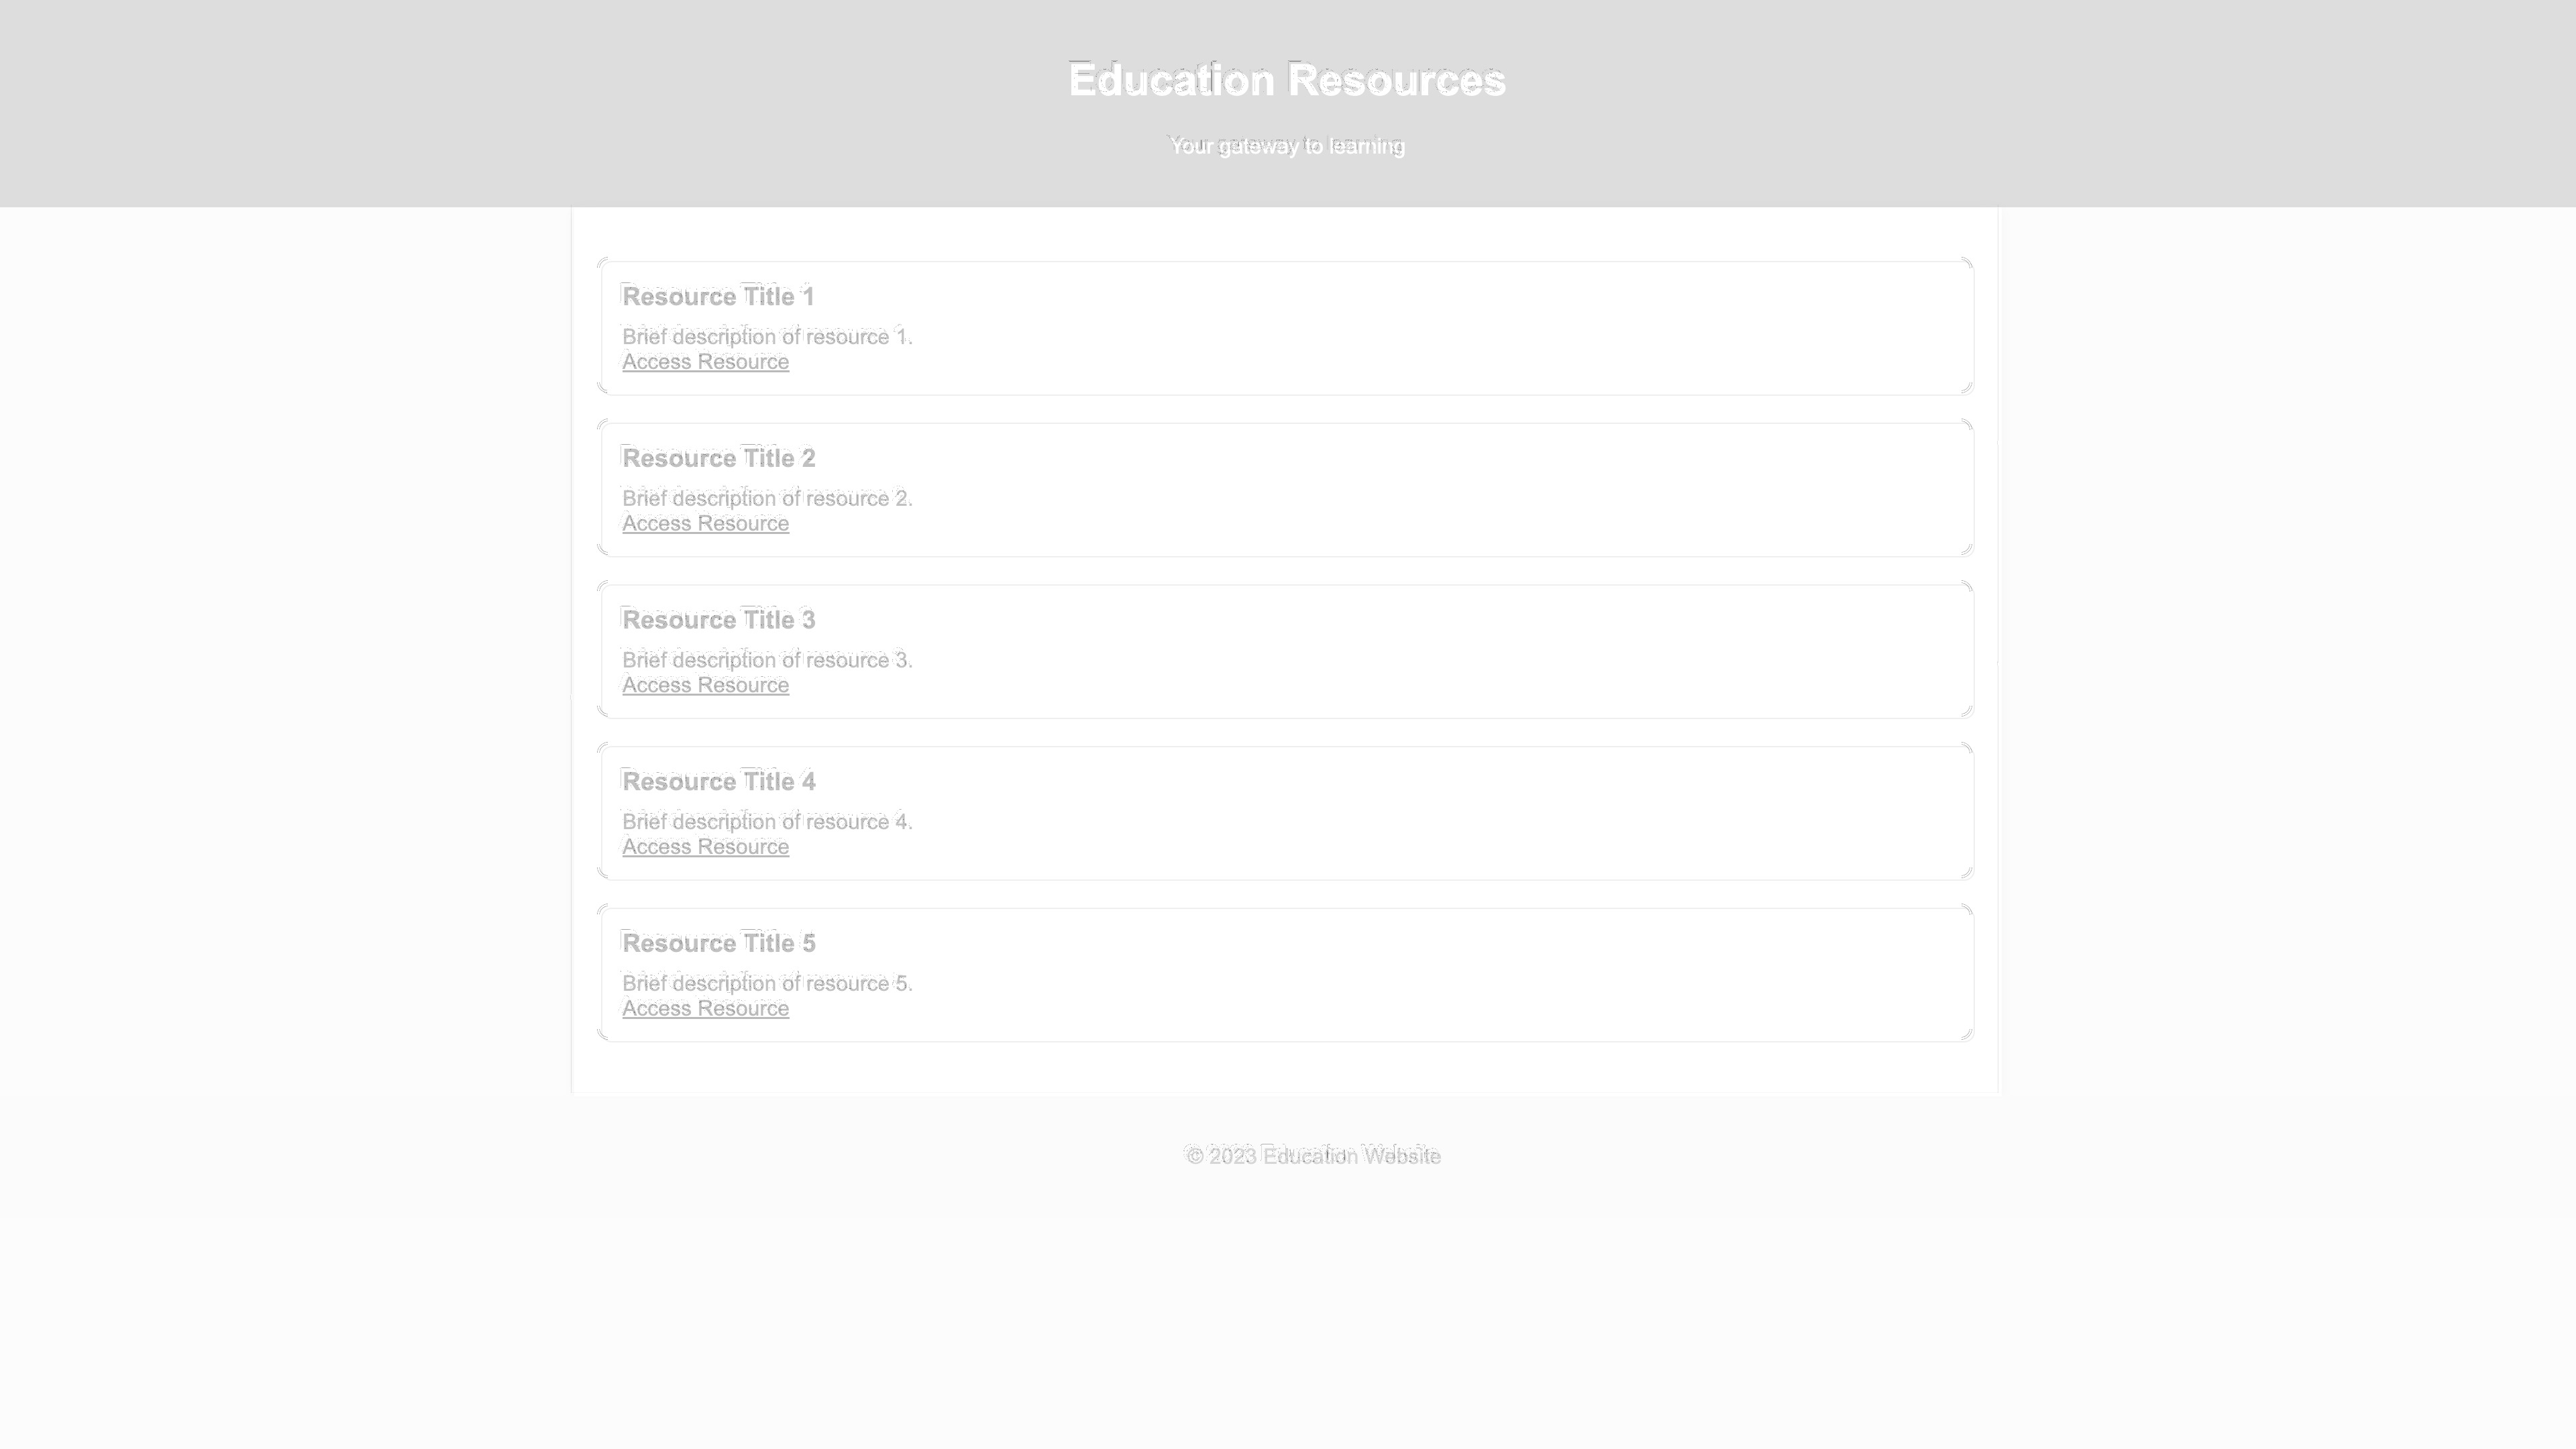 Education Resources
Your gateway to learning
Resource Title 1
Brief description of resource 1.
Access Resource
Resource Title 2
Brief description of resource 2.
Access Resource
Resource Title 3
Brief description of resource 3.
Access Resource
Resource Title 4
Brief description of resource 4.
Access Resource
Resource Title 5
Brief description of resource 5.
Access Resource
© 2023 Education Website